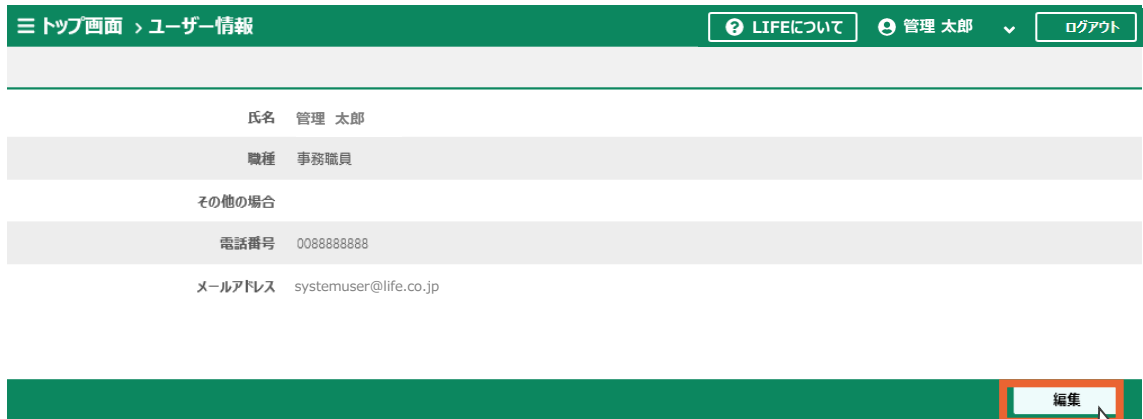 トップ画面 › ユーザー情報 LIFEについて 管理 太郎 ログアウト
氏名 管理 太郎
職種 事務職員
その他の場合
電話番号 0088888888
メールアドレス systemuser@life.co.jp
編集